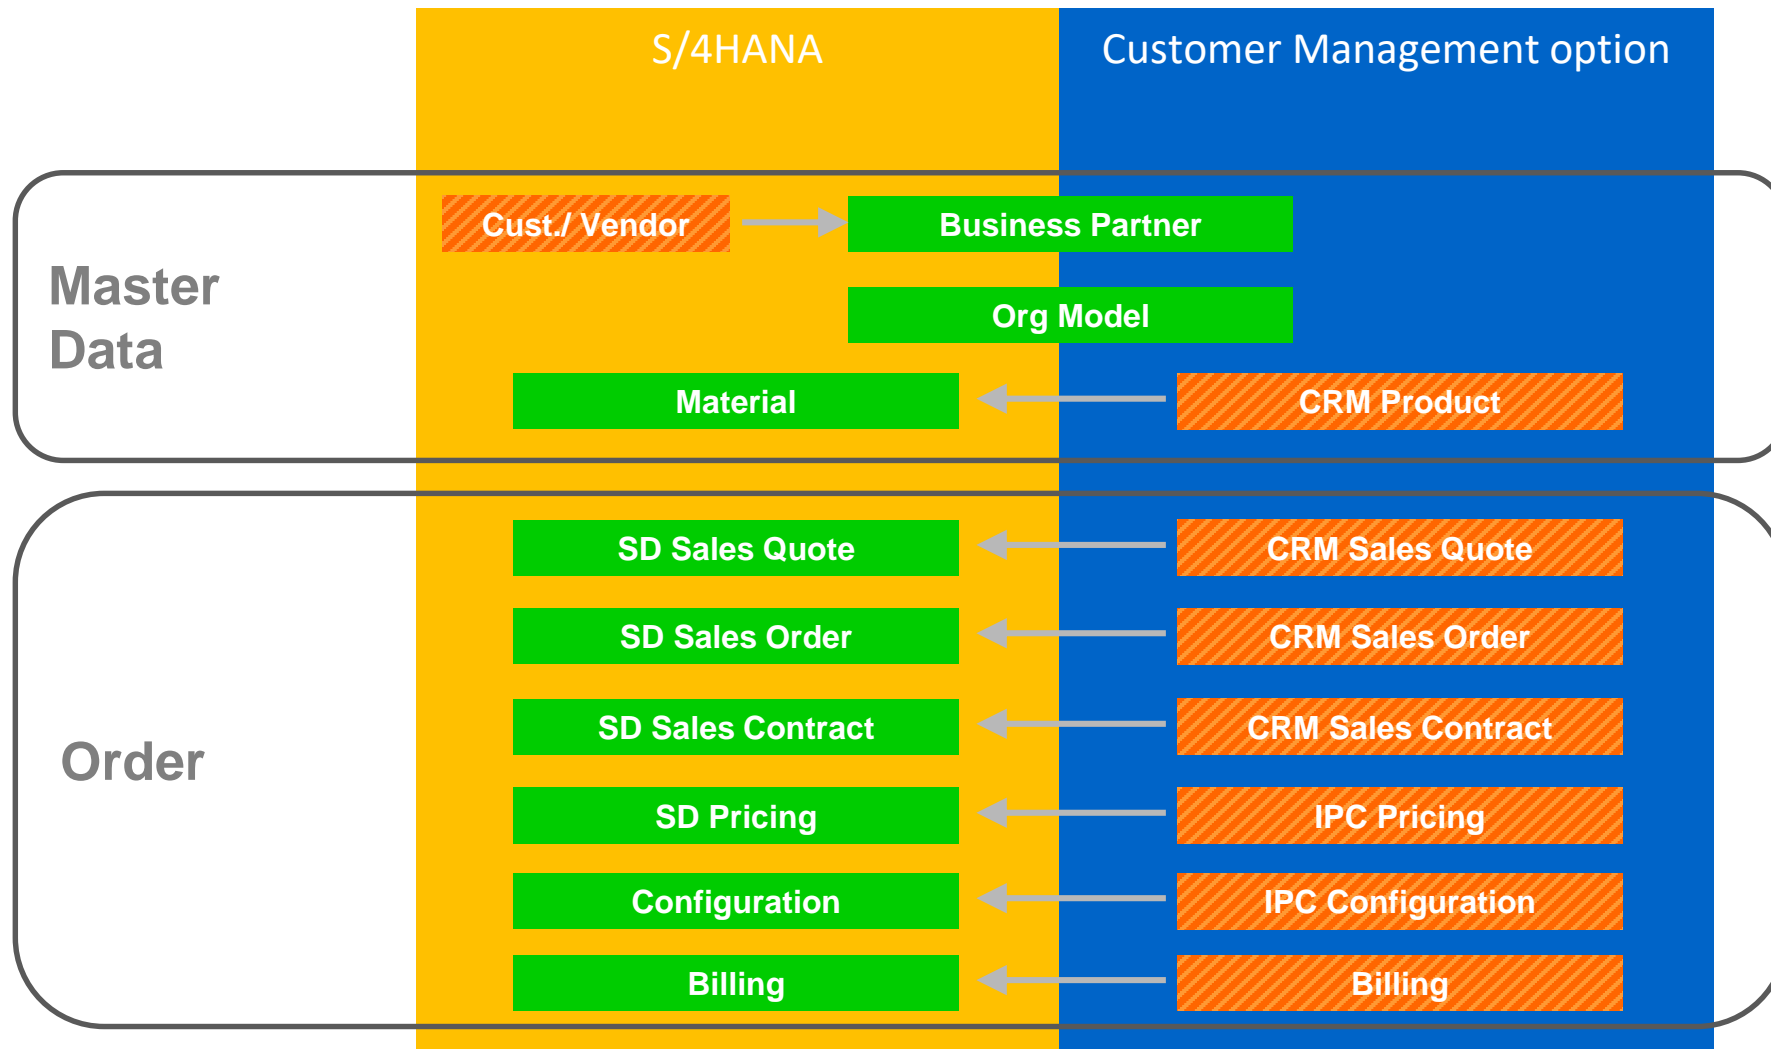 S/4HANA
Customer Management option
Master
Data
Cust./ Vendor
Business Partner
Org Model
Material
CRM Product
Order
SD Sales Quote
CRM Sales Quote
SD Sales Order
CRM Sales Order
SD Sales Contract
CRM Sales Contract
SD Pricing
IPC Pricing
Configuration
IPC Configuration
Billing
Billing